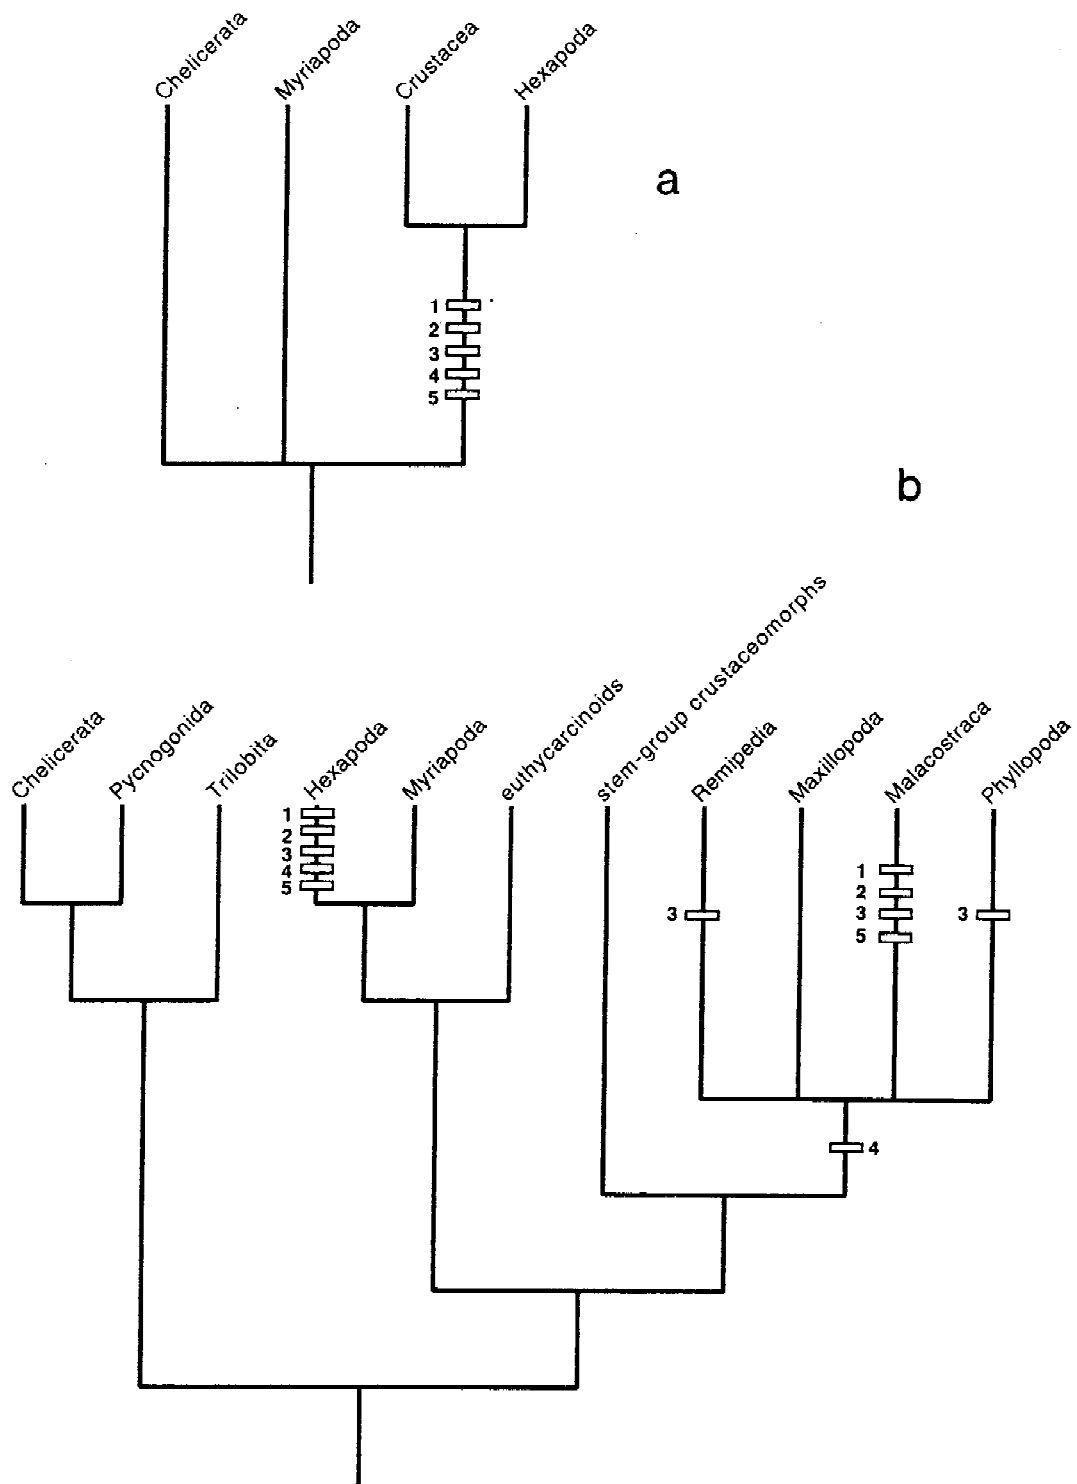 Chelicerata
Myriapoda
Crustacea
Hexapoda
a
1
2
3
4
5
b
Chelicerata
Pycnogonida
Trilobita
Hexapoda
Myriapoda
euthycarcinoids
stem-group crustaceomorphs
Remipedia
Maxillopoda
Malacostraca
Phyllopoda
1
2
3
4
5
3
1
2
3
5
3
4